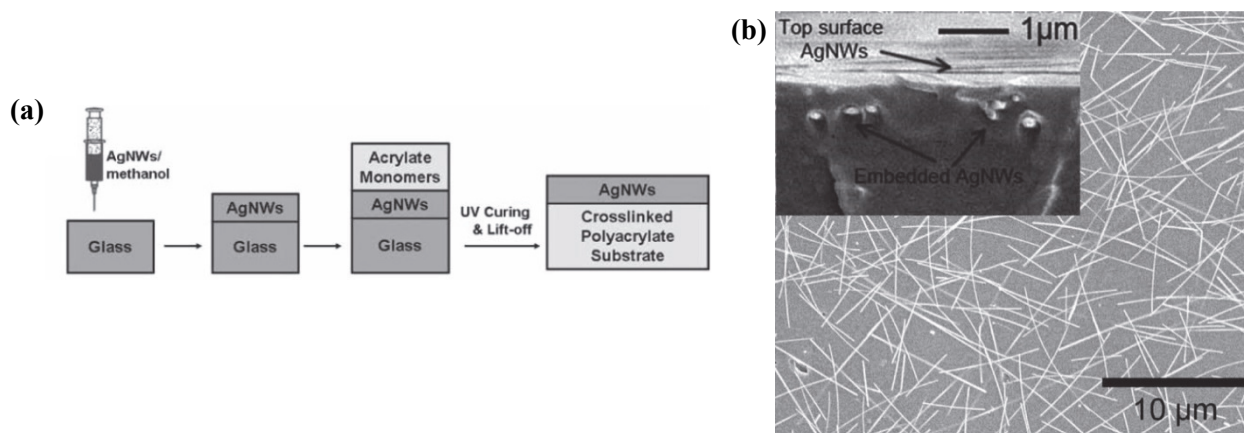 (a)
AgNWs/
methanol
Glass
AgNWs
Glass
Acrylate
Monomers
AgNWs
Glass
UV Curing
& Lift-off
AgNWs
Crosslinked
Polyacrylate
Substrate
(b)
Top surface
AgNWs
1μm
Embedded AgNWs
10 μm